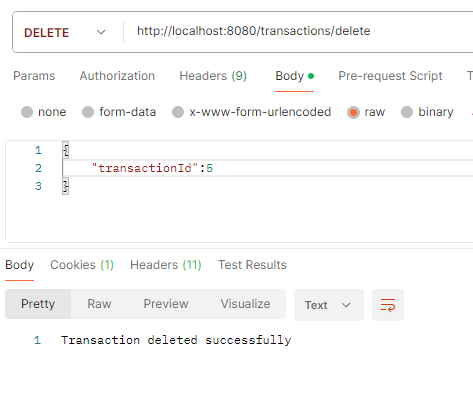 DELETE http://localhost:8080/transactions/delete
Params Authorization Headers (9) Body Pre-request Script
none form-data x-www-form-urlencoded raw binary
1 {
2 "transactionId":5
3 }
Body Cookies (1) Headers (11) Test Results
Pretty Raw Preview Visualize Text
1 Transaction deleted successfully